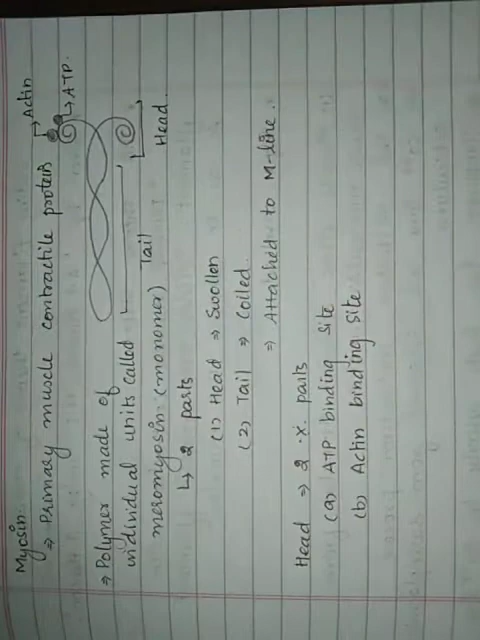 Myosin:
⇒ Primary muscle contractile protein
Actin
ATP.
⇒ Polymer made of
individual units called
meromyosin (monomer)
Tail
Head.
↳ 2 parts
(1) Head ⇒ Swollen
(2) Tail ⇒ Coiled.
⇒ Attached to M-line.
Head ⇒ 2 parts
(a) ATP binding site
(b) Actin binding site